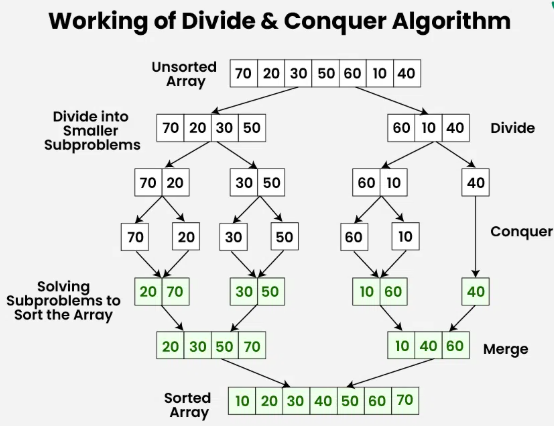 Working of Divide & Conquer Algorithm
Unsorted
Array
70 20 30 50 60 10 40
Divide into
Smaller
Subproblems
70 20 30 50
60 10 40
Divide
70 20
30 50
60 10
40
70
20
30
50
60
10
Conquer
Solving
Subproblems to
Sort the Array
20 70
30 50
10 60
40
20 30 50 70
10 40 60
Merge
Sorted
Array
10 20 30 40 50 60 70